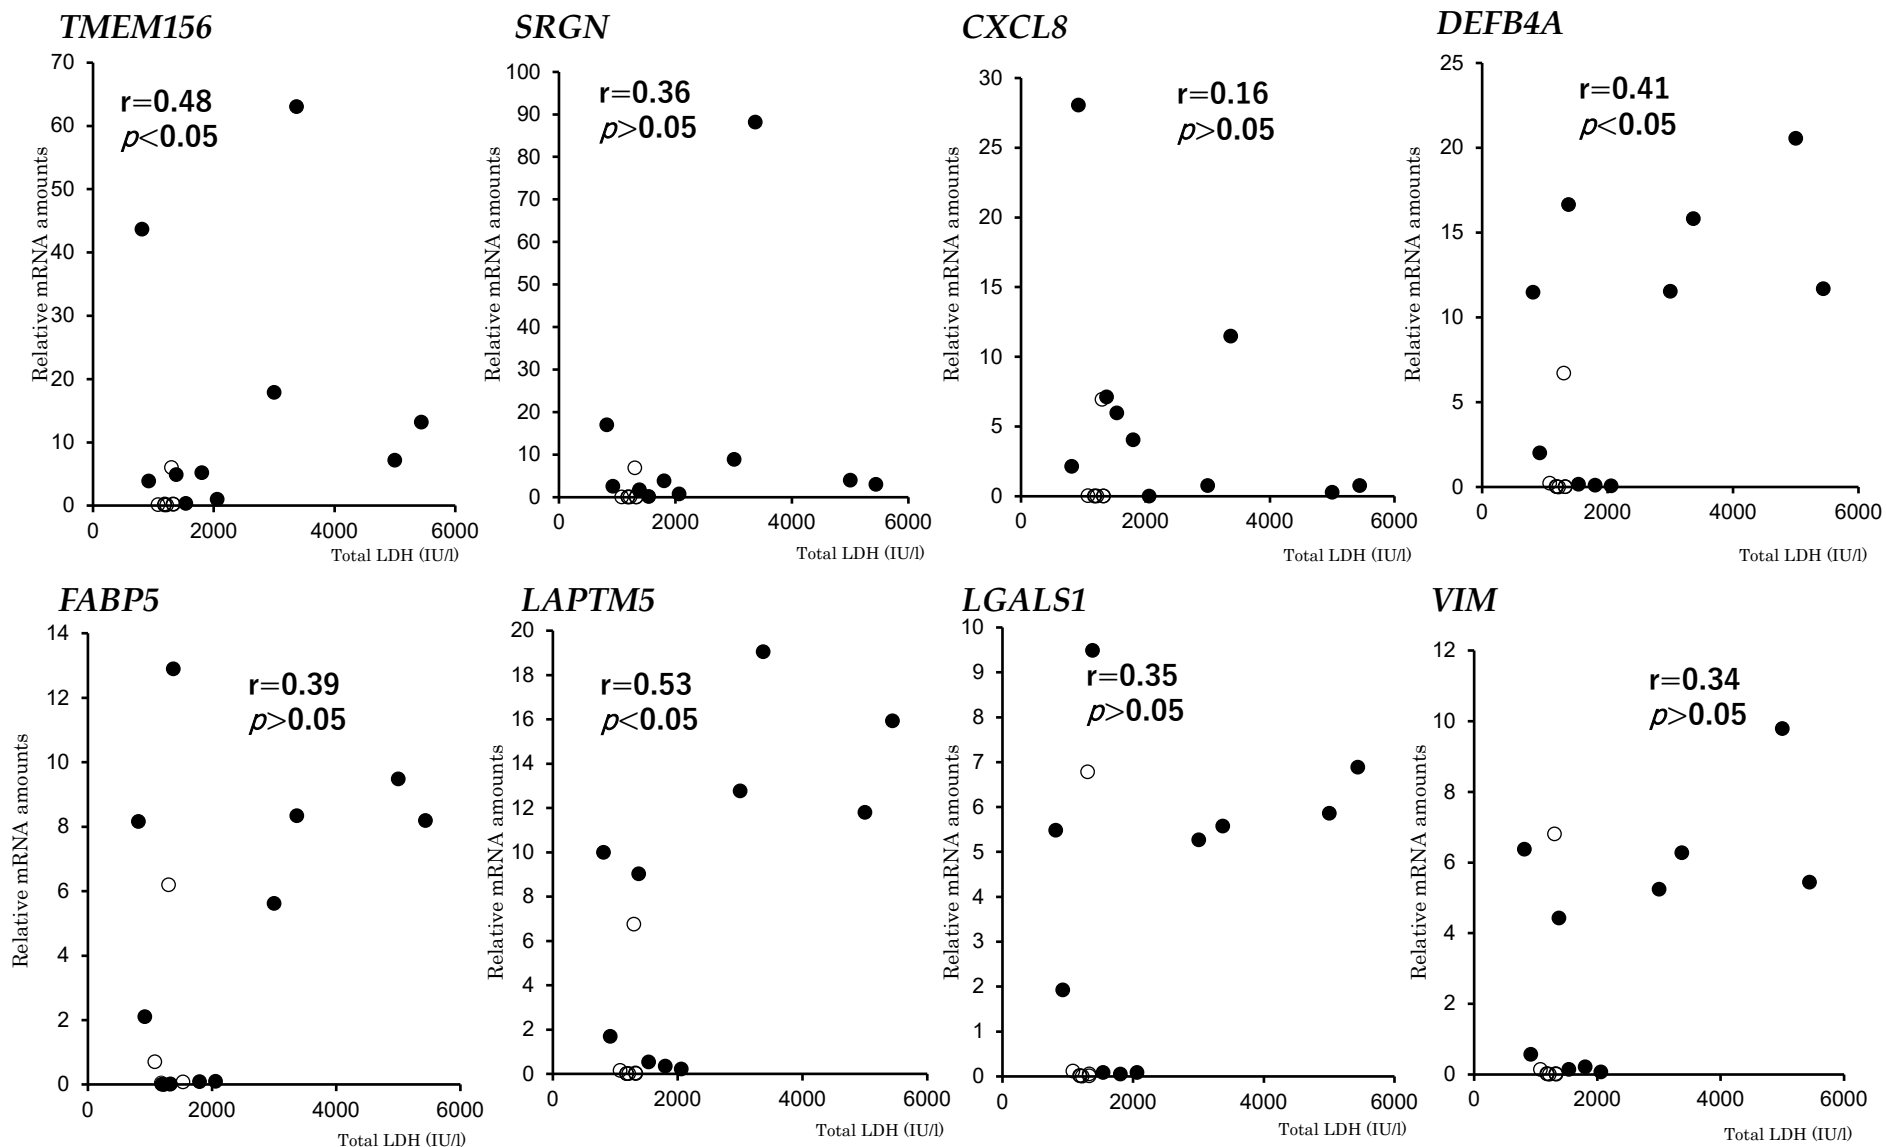 TMEM156
SRGN
CXCL8
DEFB4A
70
60
50
40
30
20
10
0
r=0.48
p<0.05
Relative mRNA amounts
0 2000 4000 6000
Total LDH (IU/l)
100
90
80
70
60
50
40
30
20
10
0
r=0.36
p>0.05
Relative mRNA amounts
0 2000 4000 6000
Total LDH (IU/l)
30
25
20
15
10
5
0
r=0.16
p>0.05
Relative mRNA amounts
0 2000 4000 6000
Total LDH (IU/l)
25
20
15
10
5
0
r=0.41
p<0.05
Relative mRNA amounts
0 2000 4000 6000
Total LDH (IU/l)
FABP5
LAPTM5
LGALS1
VIM
14
12
10
8
6
4
2
0
r=0.39
p>0.05
Relative mRNA amounts
0 2000 4000 6000
Total LDH (IU/l)
20
18
16
14
12
10
8
6
4
2
0
r=0.53
p<0.05
Relative mRNA amounts
0 2000 4000 6000
Total LDH (IU/l)
10
9
8
7
6
5
4
3
2
1
0
r=0.35
p>0.05
Relative mRNA amounts
0 2000 4000 6000
Total LDH (IU/l)
12
10
8
6
4
2
0
r=0.34
p>0.05
Relative mRNA amounts
0 2000 4000 6000
Total LDH (IU/l)